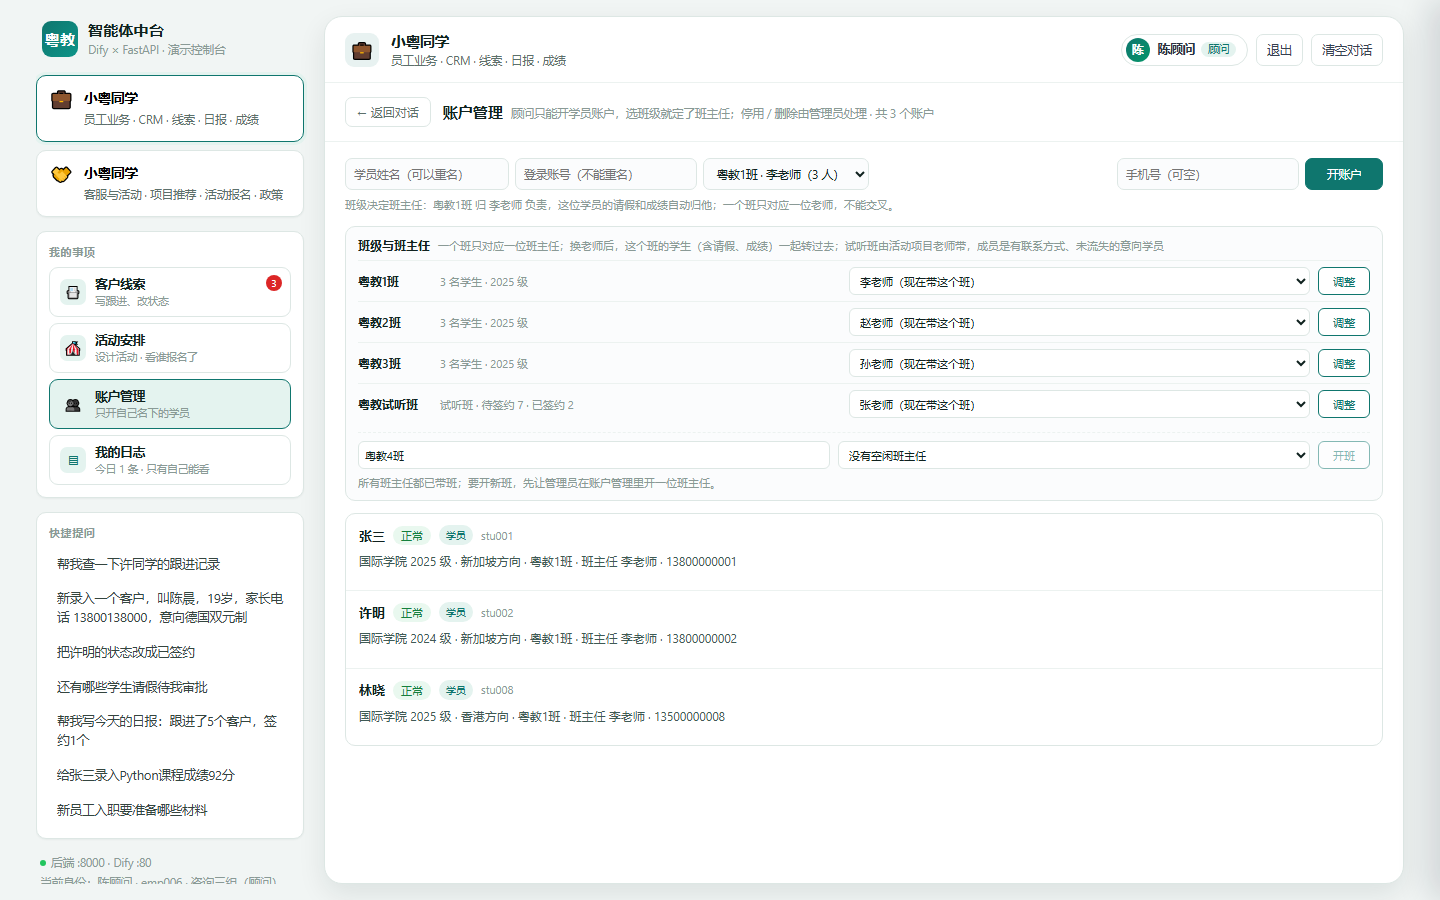 粤教
智能体中台
Dify × FastAPI · 演示控制台
小粤同学
员工业务 · CRM · 线索 · 日报 · 成绩
小粤同学
客服与活动 · 项目推荐 · 活动报名 · 政策
我的事项
客户线索
写跟进、改状态
3
活动安排
设计活动 · 看谁报名了
账户管理
只开自己名下的学员
我的日志
今日 1 条 · 只有自己能看
快捷提问
帮我查一下许同学的跟进记录
新录入一个客户，叫陈晨，19岁，家长电
话 13800138000，意向德国双元制
把许明的状态改成已签约
还有哪些学生请假待我审批
帮我写今天的日报：跟进了5个客户，签
约1个
给张三录入Python课程成绩92分
新员工入职要准备哪些材料
后端 :8000 · Dify :80
当前身份：陈顾问 · emp006 · 咨询三组（顾问）
小粤同学
员工业务 · CRM · 线索 · 日报 · 成绩
陈 陈顾问 顾问
退出
清空对话
← 返回对话
账户管理 顾问只能开学员账户，选班级就定了班主任；停用 / 删除由管理员处理 · 共 3 个账户
学员姓名（可以重名）
登录账号（不能重名）
粤教1班 · 李老师（3 人）
手机号（可空）
开账户
班级决定班主任：粤教1班 归 李老师 负责，这位学员的请假和成绩自动归他；一个班只对应一位老师，不能交叉。
班级与班主任 一个班只对应一位班主任；换老师后，这个班的学生（含请假、成绩）一起转过去；试听班由活动项目老师带，成员是有联系方式、未流失的意向学员
粤教1班 3 名学生 · 2025 级 李老师（现在带这个班） 调整
粤教2班 3 名学生 · 2025 级 赵老师（现在带这个班） 调整
粤教3班 3 名学生 · 2025 级 孙老师（现在带这个班） 调整
粤教试听班 试听班 · 待签约 7 · 已签约 2 张老师（现在带这个班） 调整
粤教4班 没有空闲班主任 开班
所有班主任都已带班；要开新班，先让管理员在账户管理里开一位班主任。
张三 正常 学员 stu001
国际学院 2025 级 · 新加坡方向 · 粤教1班 · 班主任 李老师 · 13800000001
许明 正常 学员 stu002
国际学院 2024 级 · 新加坡方向 · 粤教1班 · 班主任 李老师 · 13800000002
林晓 正常 学员 stu008
国际学院 2025 级 · 香港方向 · 粤教1班 · 班主任 李老师 · 13500000008